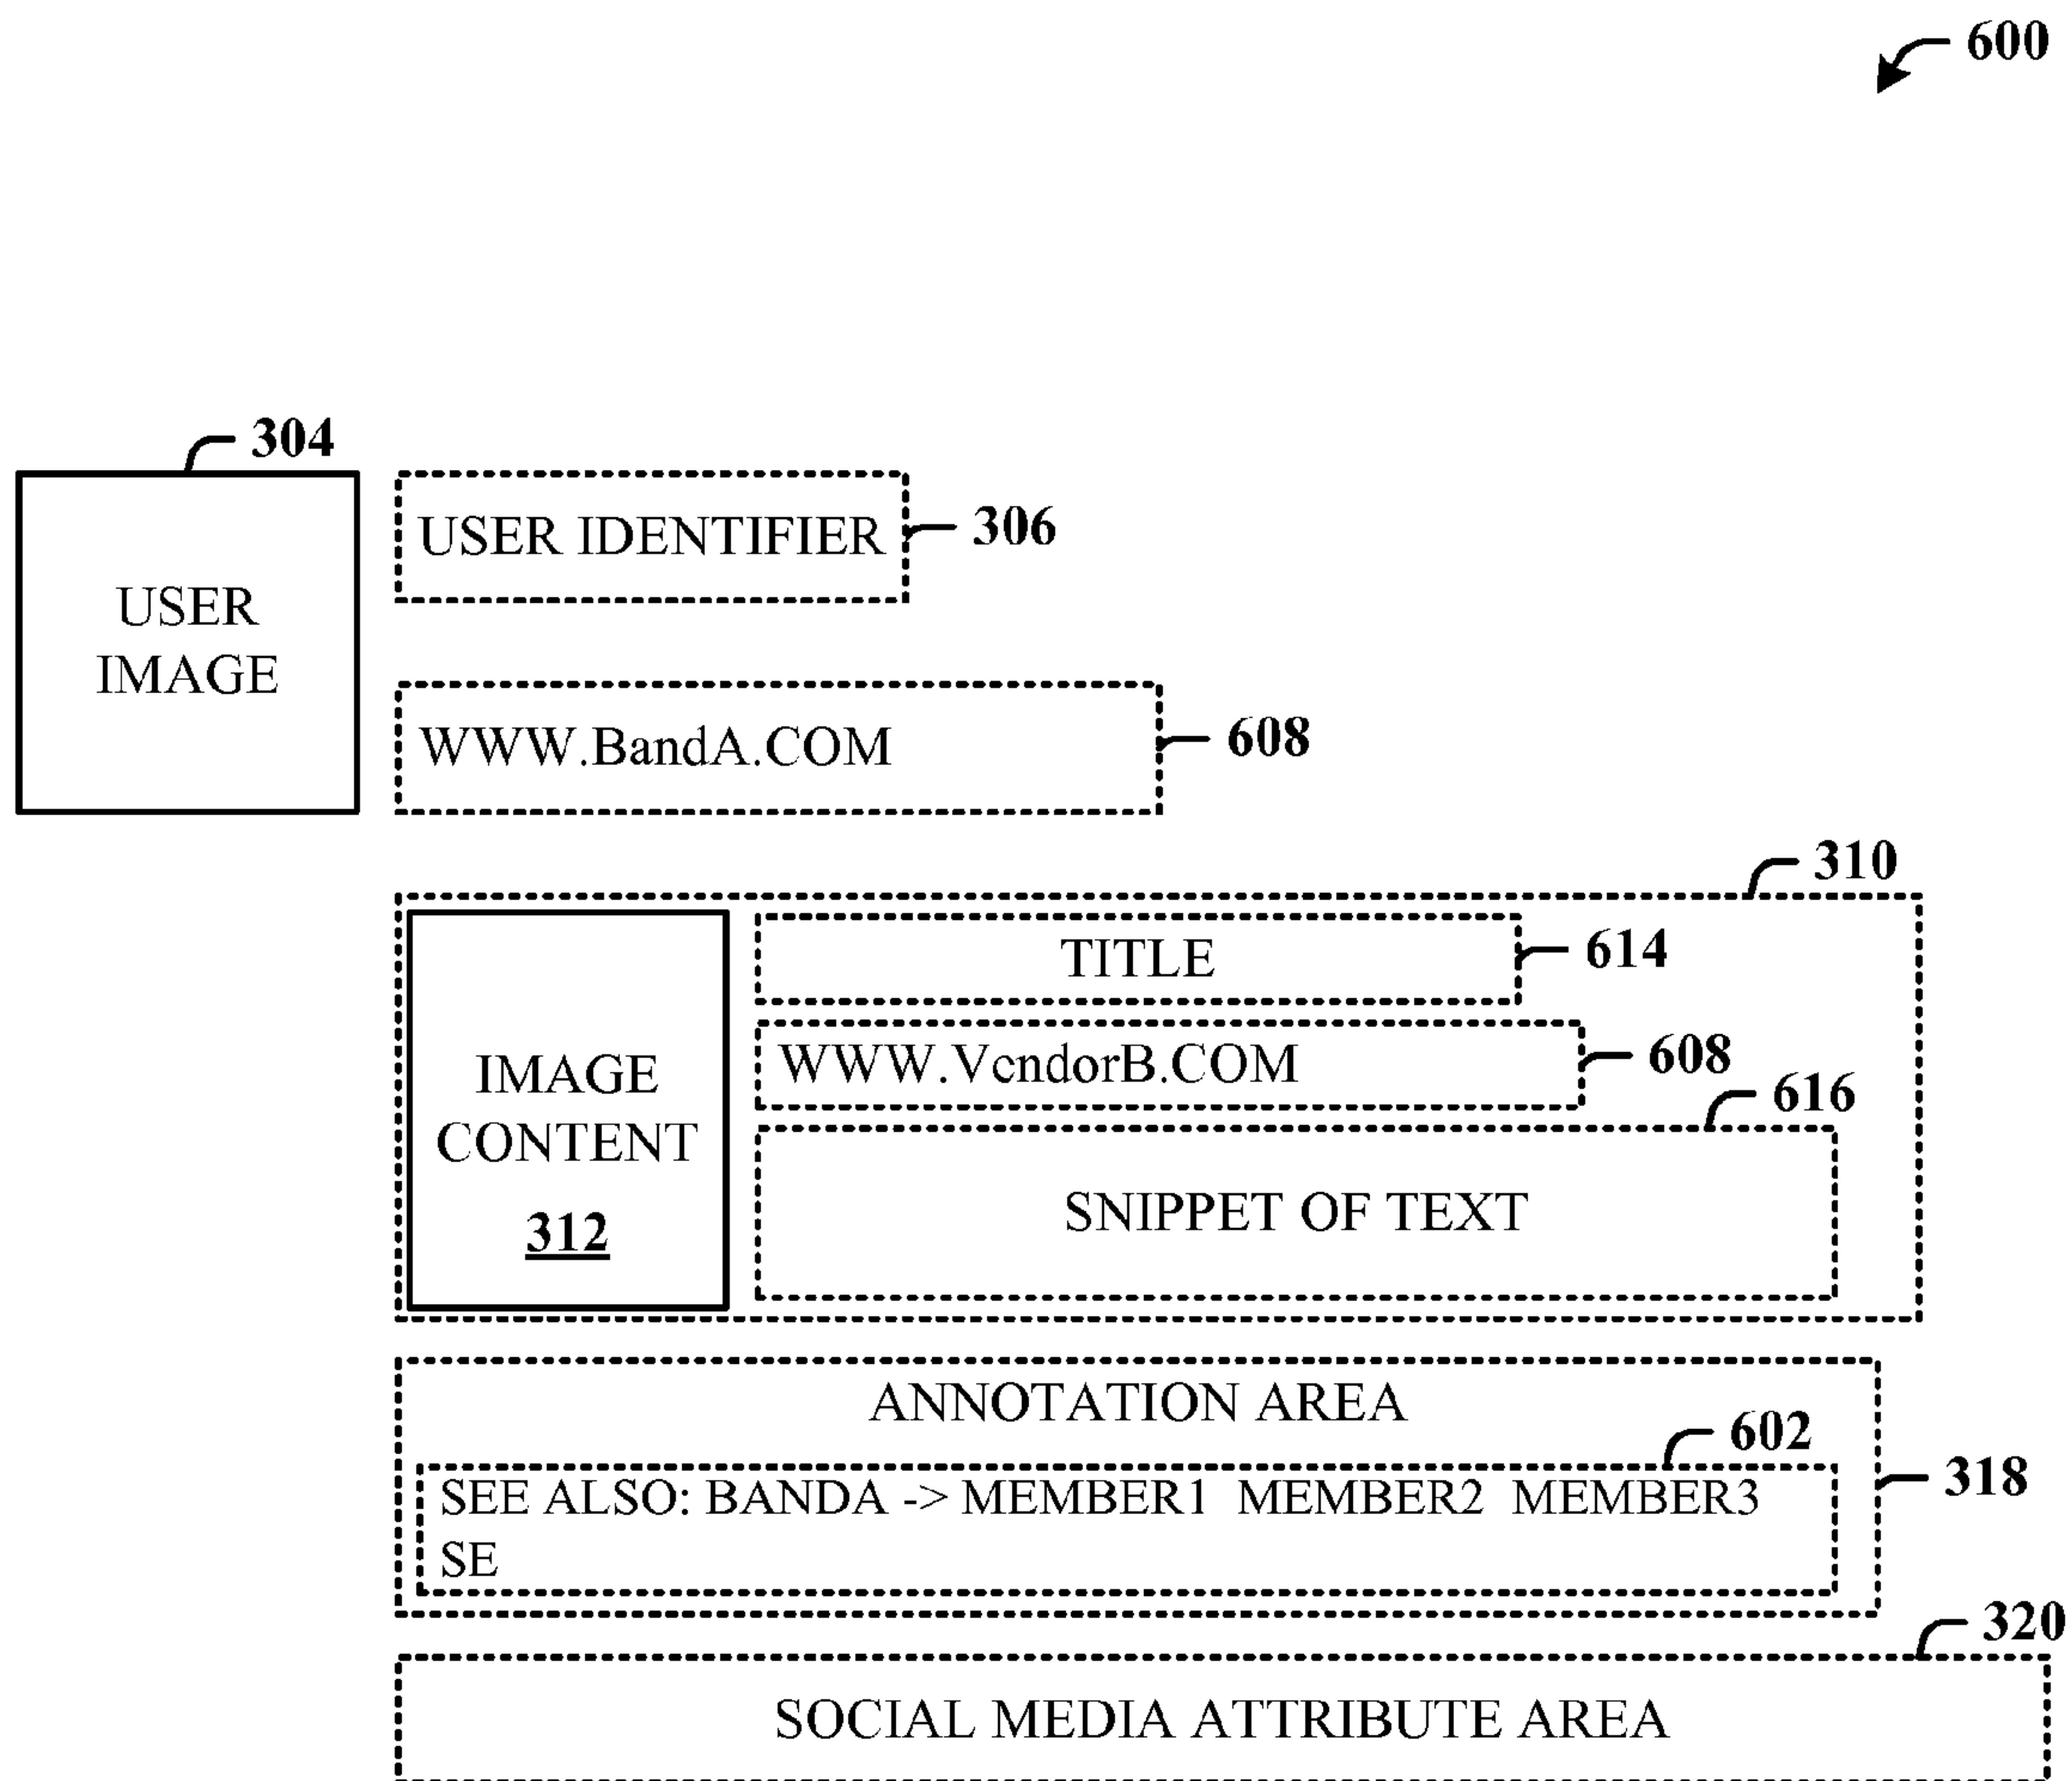 600
304
USER IDENTIFIER
306
USER
IMAGE
WWW.BandA.COM
608
310
TITLE
614
WWW.VcndorB.COM
608
616
IMAGE
CONTENT
312
SNIPPET OF TEXT
ANNOTATION AREA
602
SEE ALSO: BANDA -> MEMBER1 MEMBER2 MEMBER3
SE
318
320
SOCIAL MEDIA ATTRIBUTE AREA